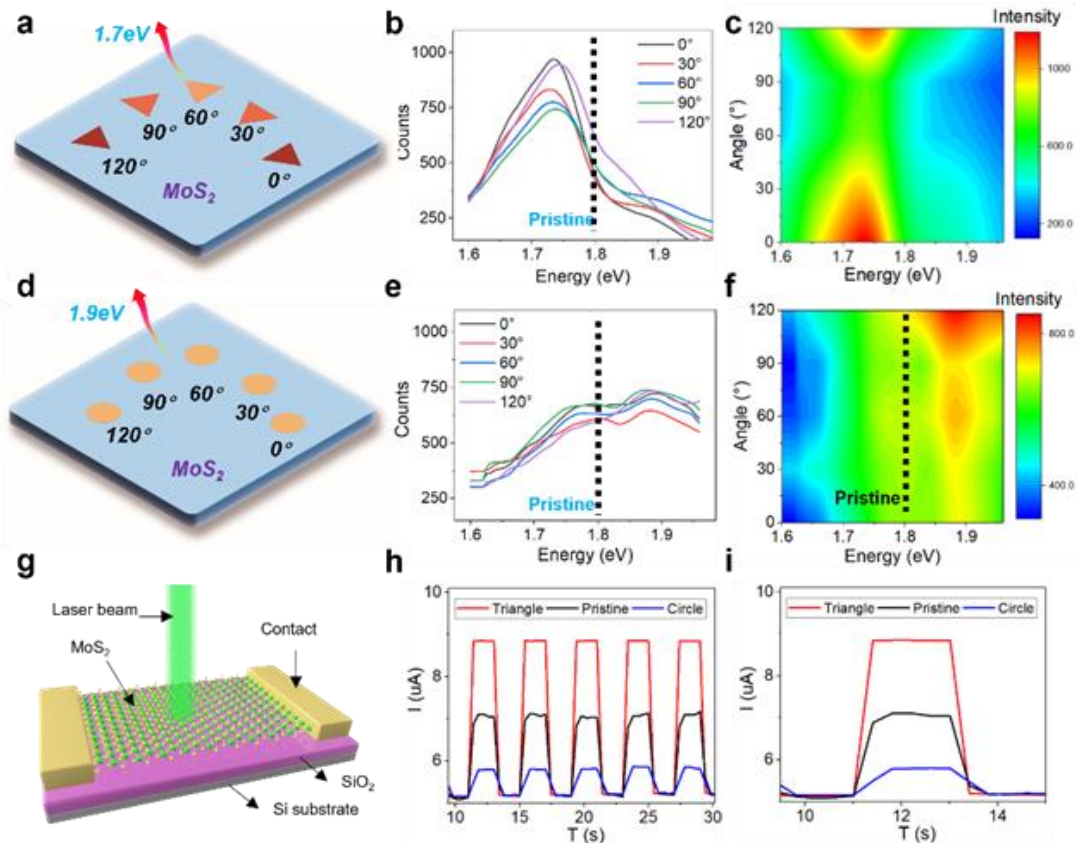 a
1.7eV
90°
60°
30°
120°
0°
MoS2
b
1000
750
500
250
Counts
0°
30°
60°
90°
120°
Pristine
1.6
1.7
1.8
1.9
Energy (eV)
c
Intensity
120
90
60
30
0
Angle (°)
1.6
1.7
1.8
1.9
Energy (eV)
1000
600.0
200.0
d
1.9eV
90°
60°
30°
120°
0°
MoS2
e
1000
750
500
250
Counts
0°
30°
60°
90°
120°
Pristine
1.6
1.7
1.8
1.9
Energy (eV)
f
Intensity
120
90
60
30
0
Angle (°)
Pristine
1.6
1.7
1.8
1.9
Energy (eV)
800.0
400.0
g
Laser beam
MoS2
Contact
SiO2
Si substrate
h
10
8
6
I (uA)
Triangle
Pristine
Circle
10
15
20
25
30
T (s)
i
10
8
6
I (uA)
Triangle
Pristine
Circle
10
12
14
T (s)